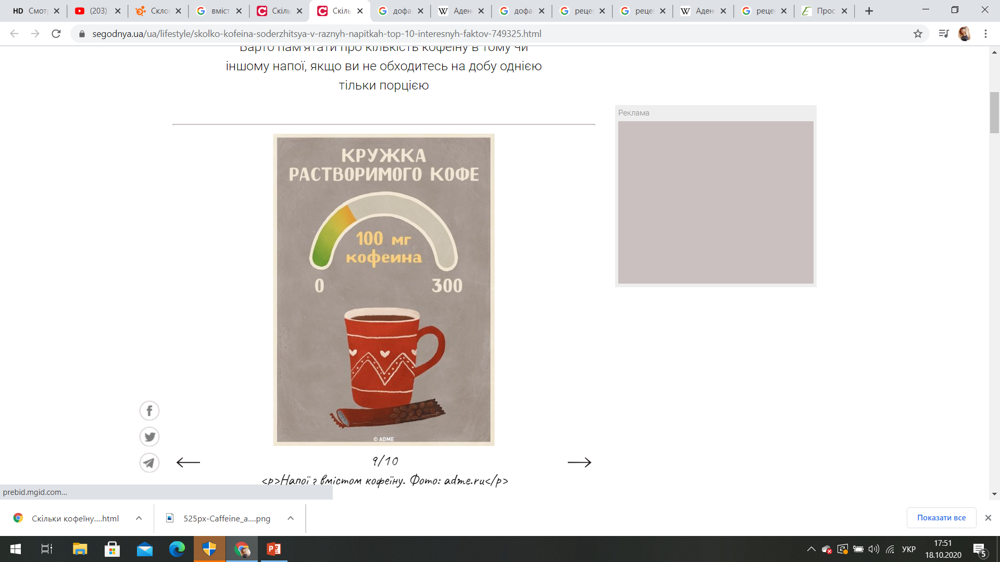 HD Смотр
(203)
Скло
вміст
Скіль
Скіль
дофа
Аден
дофа
рецеп
рецеп
Аден
рецеп
Прос
segodnya.ua/ua/lifestyle/skolko-kofeina-soderzhitsya-v-raznyh-napitkah-top-10-interesnyh-faktov-749325.html
Варто пам'ятати про кількість кофеїну в тому чи
іншому напої, якщо ви не обходитесь на добу однією
тільки порцією
Реклама
КРУЖКА
РАСТВОРИМОГО КОФЕ
100 мг
кофеина
0
300
© ADME
9/10
<p>Напої з вмістом кофеїну. Фото: adme.ru</p>
prebid.mgid.com...
Скільки кофеїну....html
525px-Caffeine_a....png
Показати все
УКР
17:51
18.10.2020
5